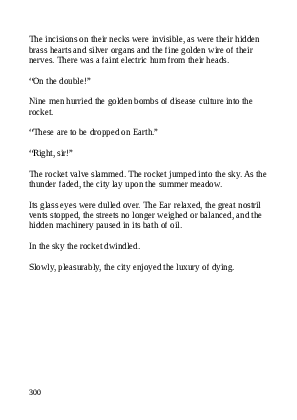 The incisions on their necks were invisible, as were their hidden
brass hearts and silver organs and the fine golden wire of their
nerves. There was a faint electric hum from their heads.
“On the double!”
Nine men hurried the golden bombs of disease culture into the
rocket.
“These are to be dropped on Earth.”
“Right, sir!”
The rocket valve slammed. The rocket jumped into the sky. As the
thunder faded, the city lay upon the summer meadow.
Its glass eyes were dulled over. The Ear relaxed, the great nostril
vents stopped, the streets no longer weighed or balanced, and the
hidden machinery paused in its bath of oil.
In the sky the rocket dwindled.
Slowly, pleasurably, the city enjoyed the luxury of dying.
300